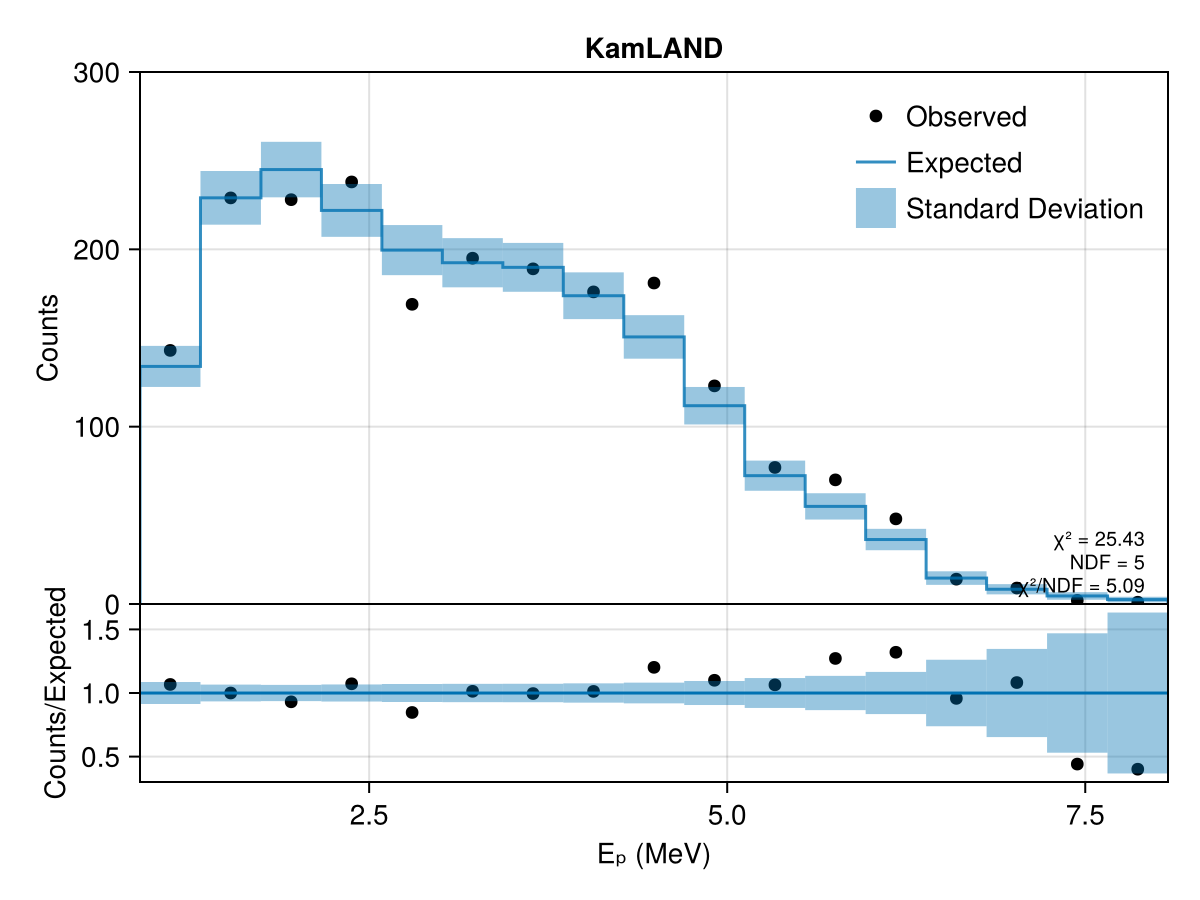 KamLAND
300
200
100
0
Counts
Observed
Expected
Standard Deviation
χ² = 25.43
NDF = 5
χ²/NDF = 5.09
1.5
1.0
0.5
Counts/Expected
2.5 5.0 7.5
Eₚ (MeV)